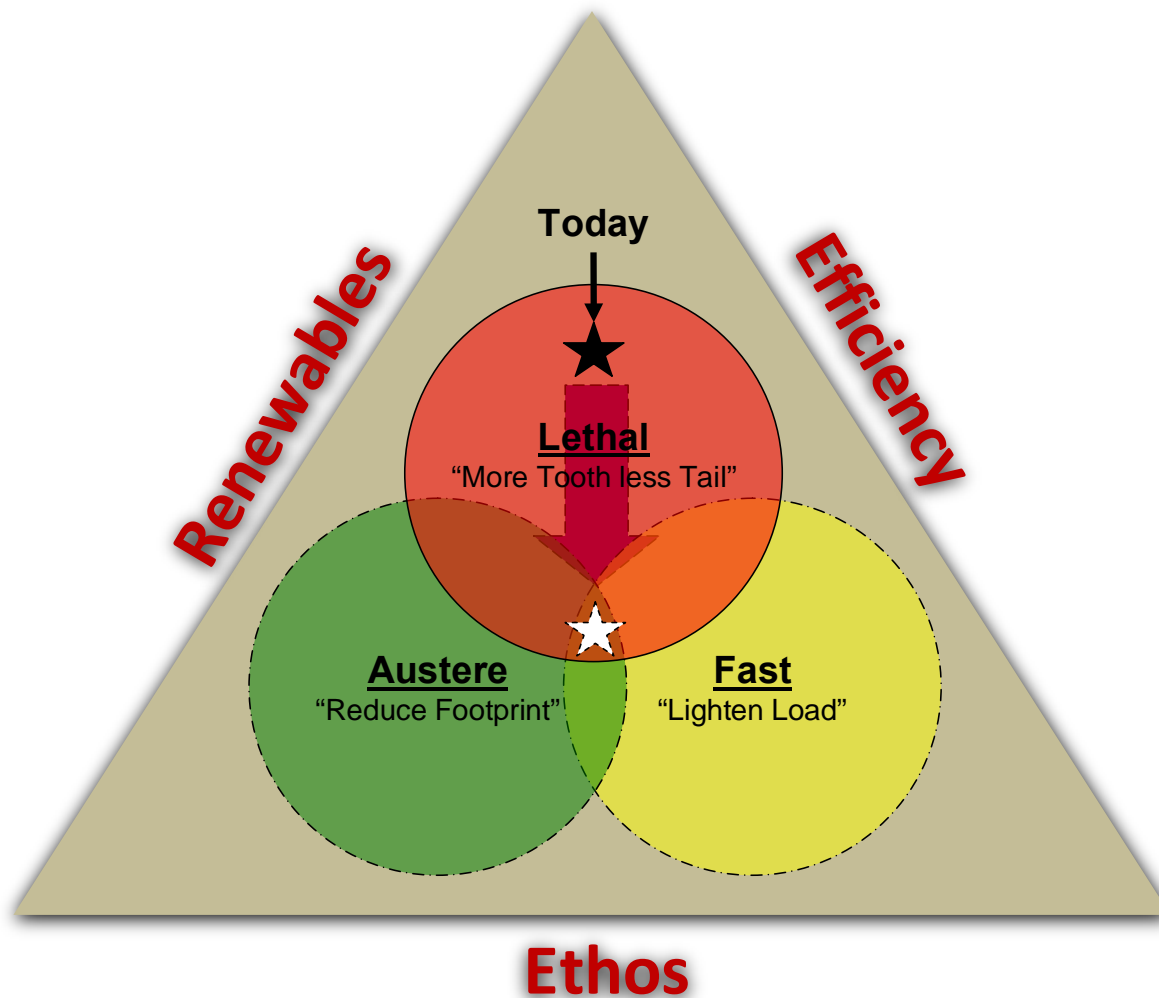 Today
Renewables
Efficiency
Lethal
“More Tooth less Tail”
Austere
“Reduce Footprint”
Fast
“Lighten Load”
Ethos